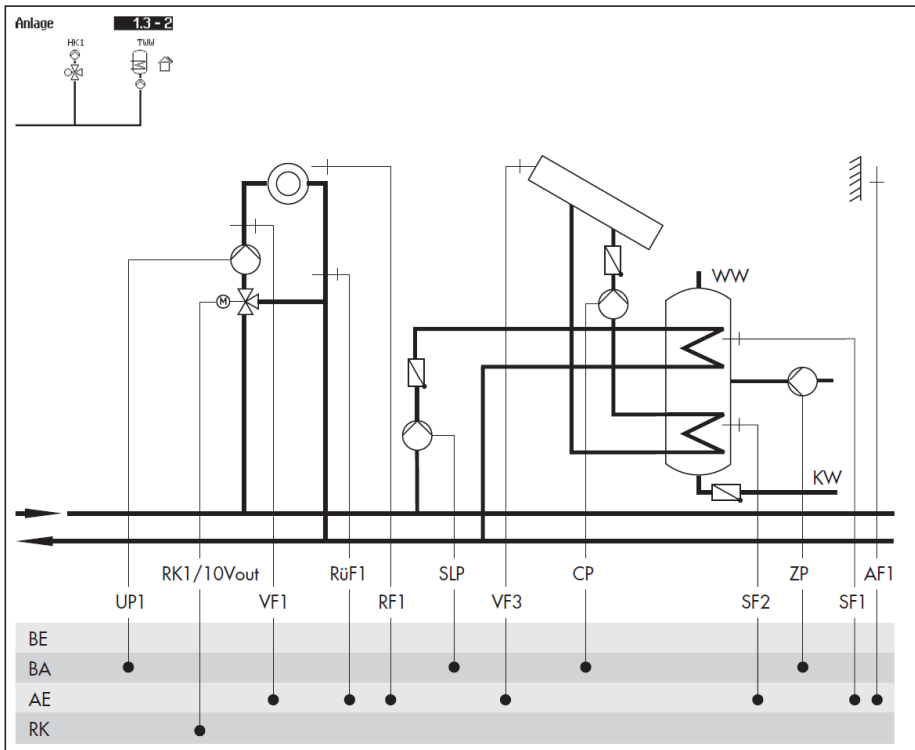 Anlage 1.3 - 2
HK1 TWW
M
WW
KW
RK1/10Vout RüF1 SLP CP ZP AF1
UP1 VF1 RF1 VF3 SF2 SF1
BE
BA
AE
RK